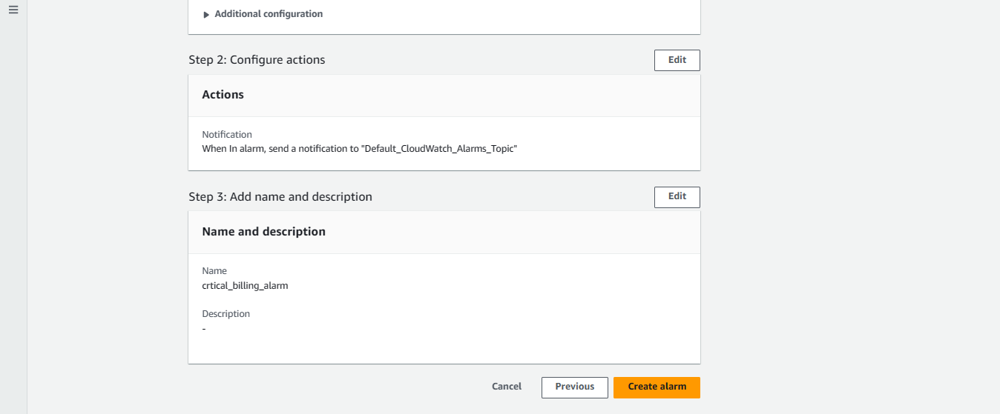 Additional configuration
Step 2: Configure actions
Edit
Actions
Notification
When In alarm, send a notification to "Default_CloudWatch_Alarms_Topic"
Step 3: Add name and description
Edit
Name and description
Name
crtical_billing_alarm
Description
-
Cancel
Previous
Create alarm